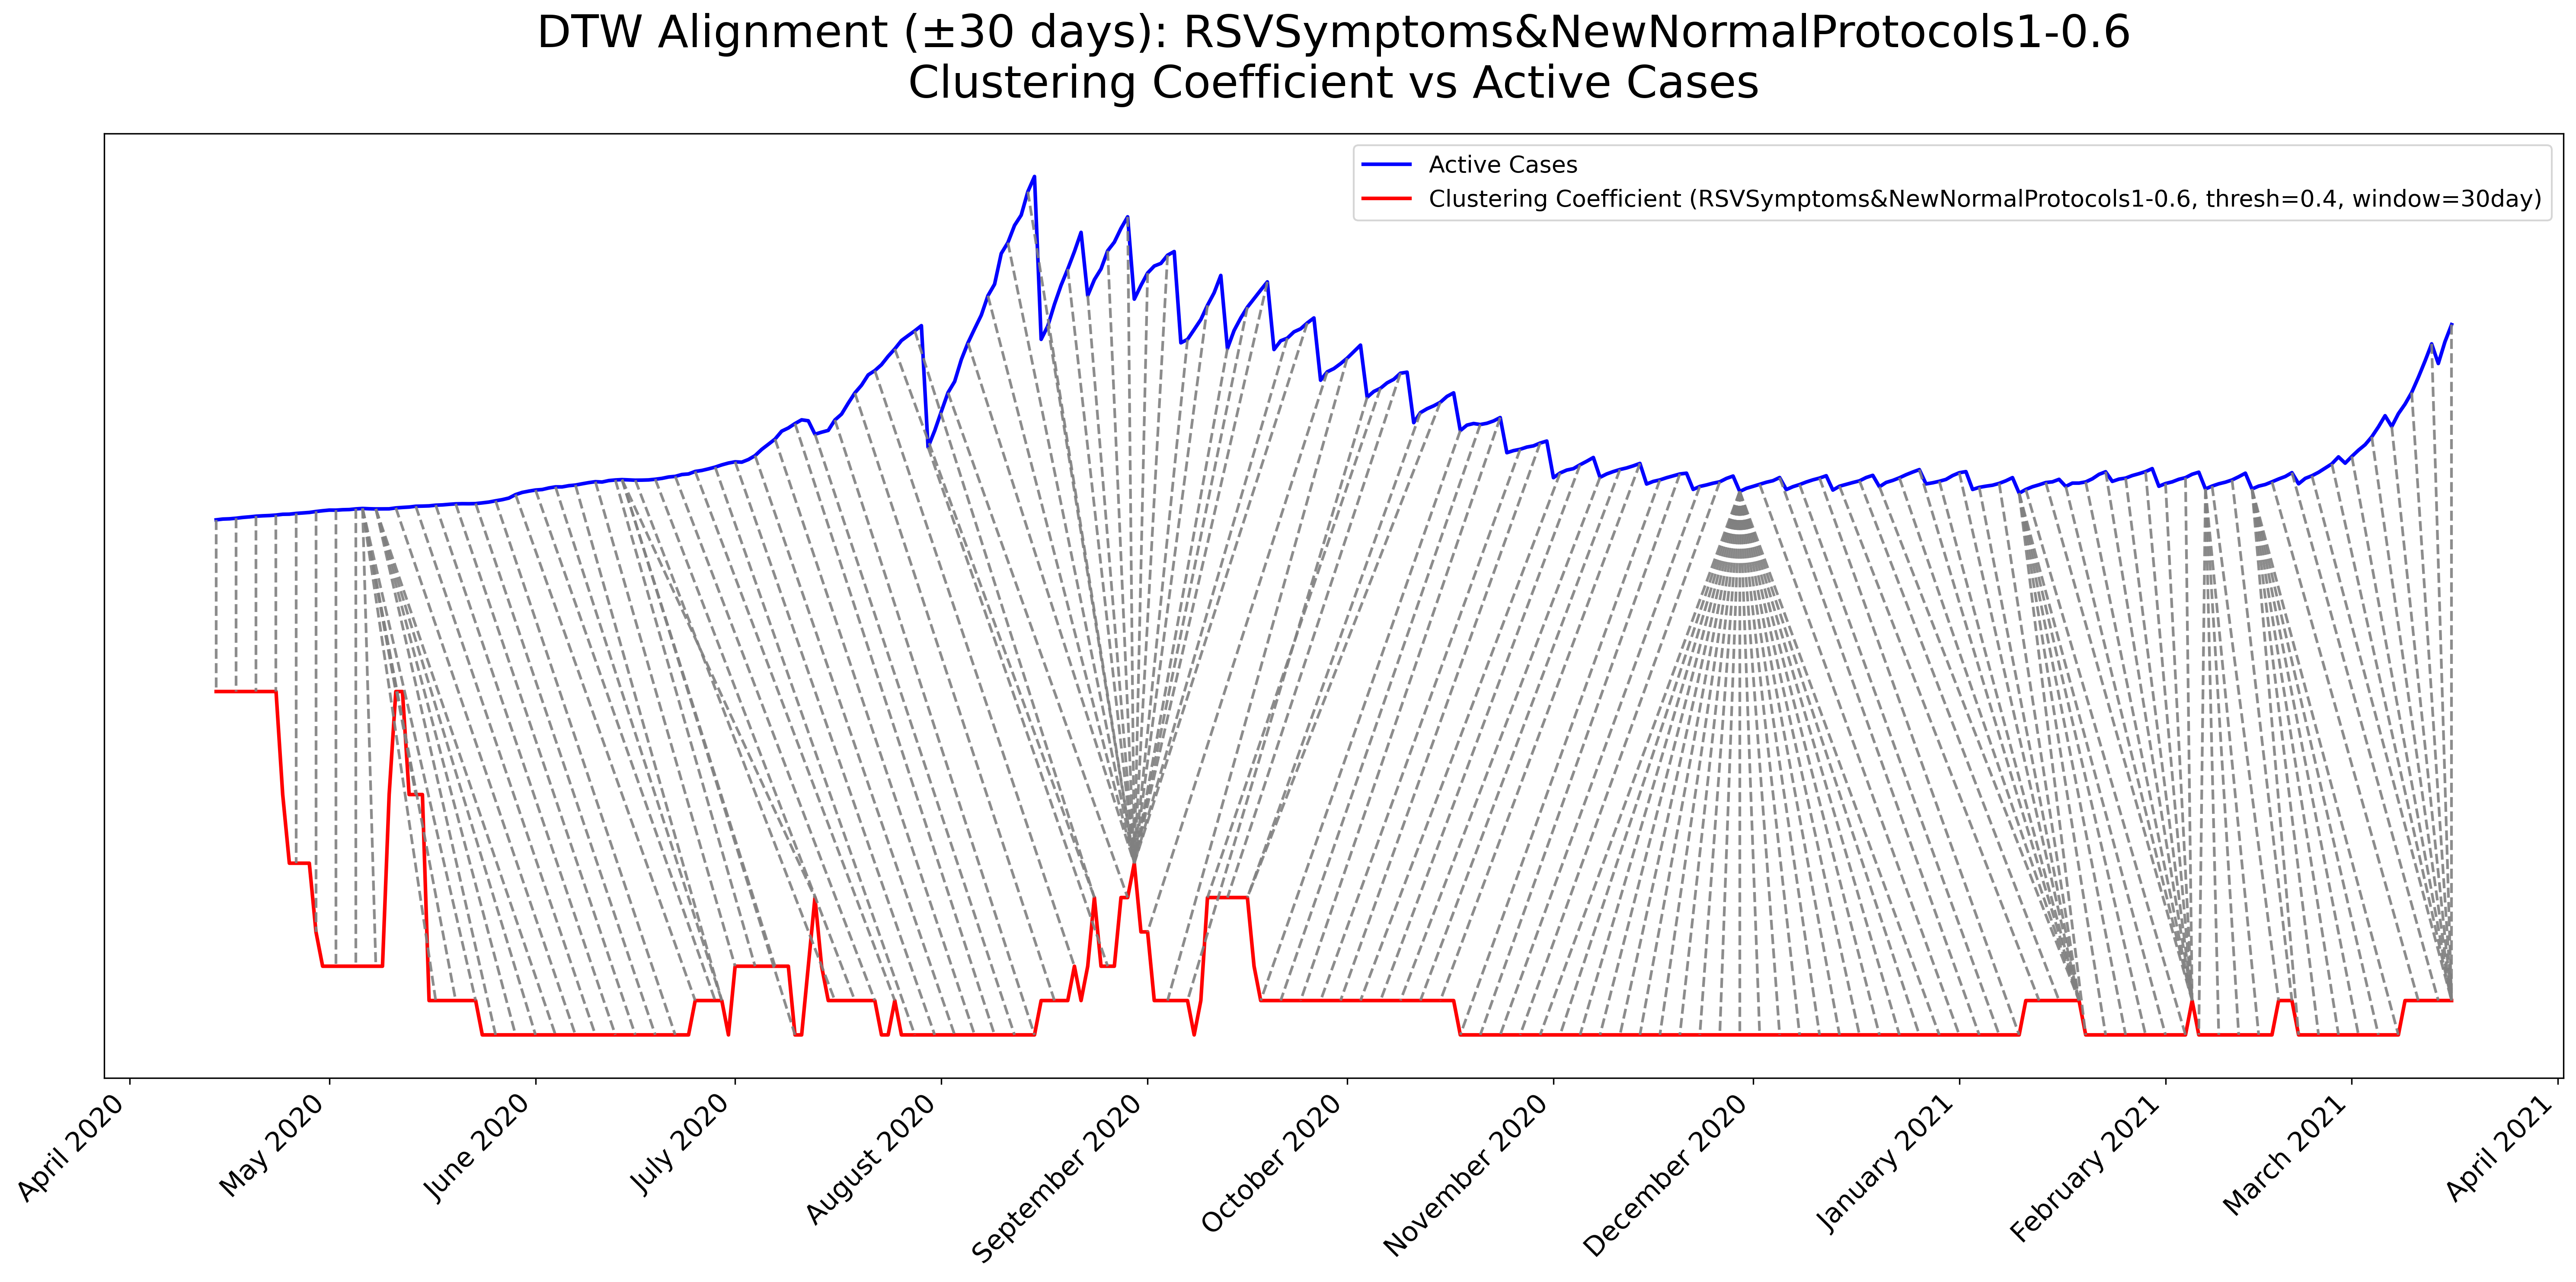 DTW Alignment (±30 days): RSVSymptoms&NewNormalProtocols1-0.6
Clustering Coefficient vs Active Cases
Active Cases
Clustering Coefficient (RSVSymptoms&NewNormalProtocols1-0.6, thresh=0.4, window=30day)
April 2020
May 2020
June 2020
July 2020
August 2020
September 2020
October 2020
November 2020
December 2020
January 2021
February 2021
March 2021
April 2021